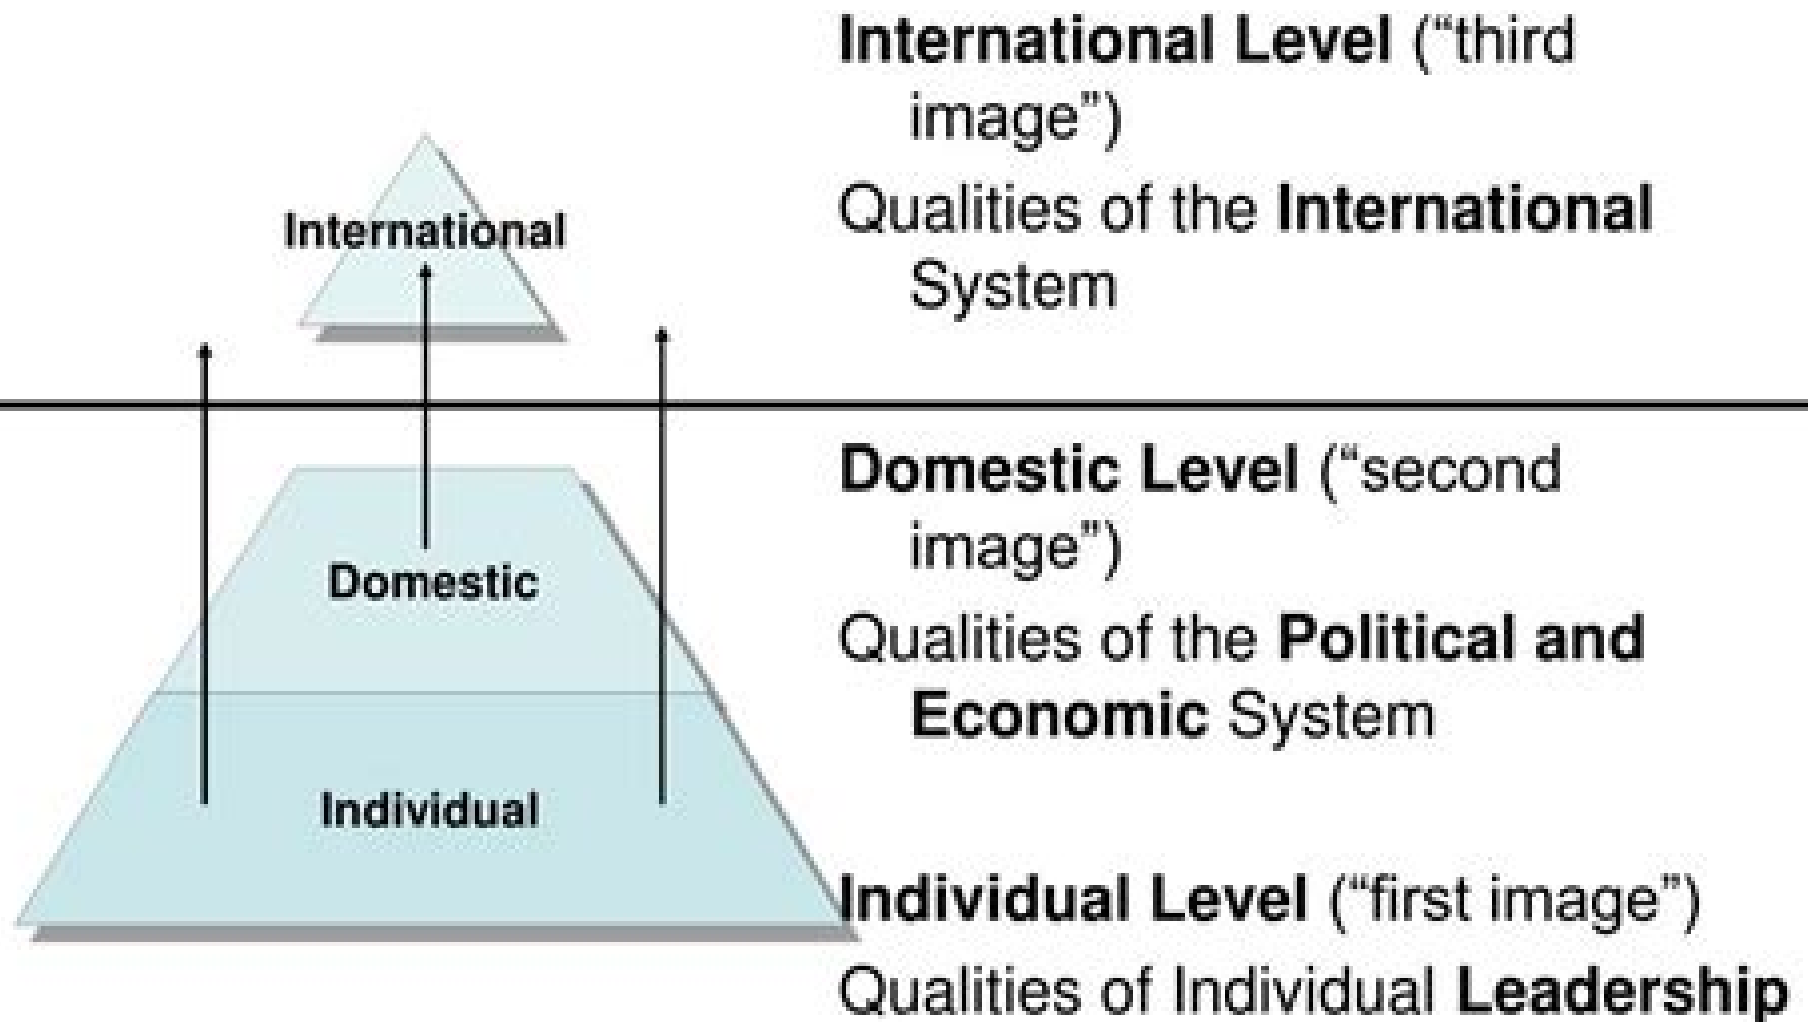 International
Domestic
Individual
International Level (“third
image”)
Qualities of the International
System
Domestic Level (“second
image”)
Qualities of the Political and
Economic System
Individual Level (“first image”)
Qualities of Individual Leadership